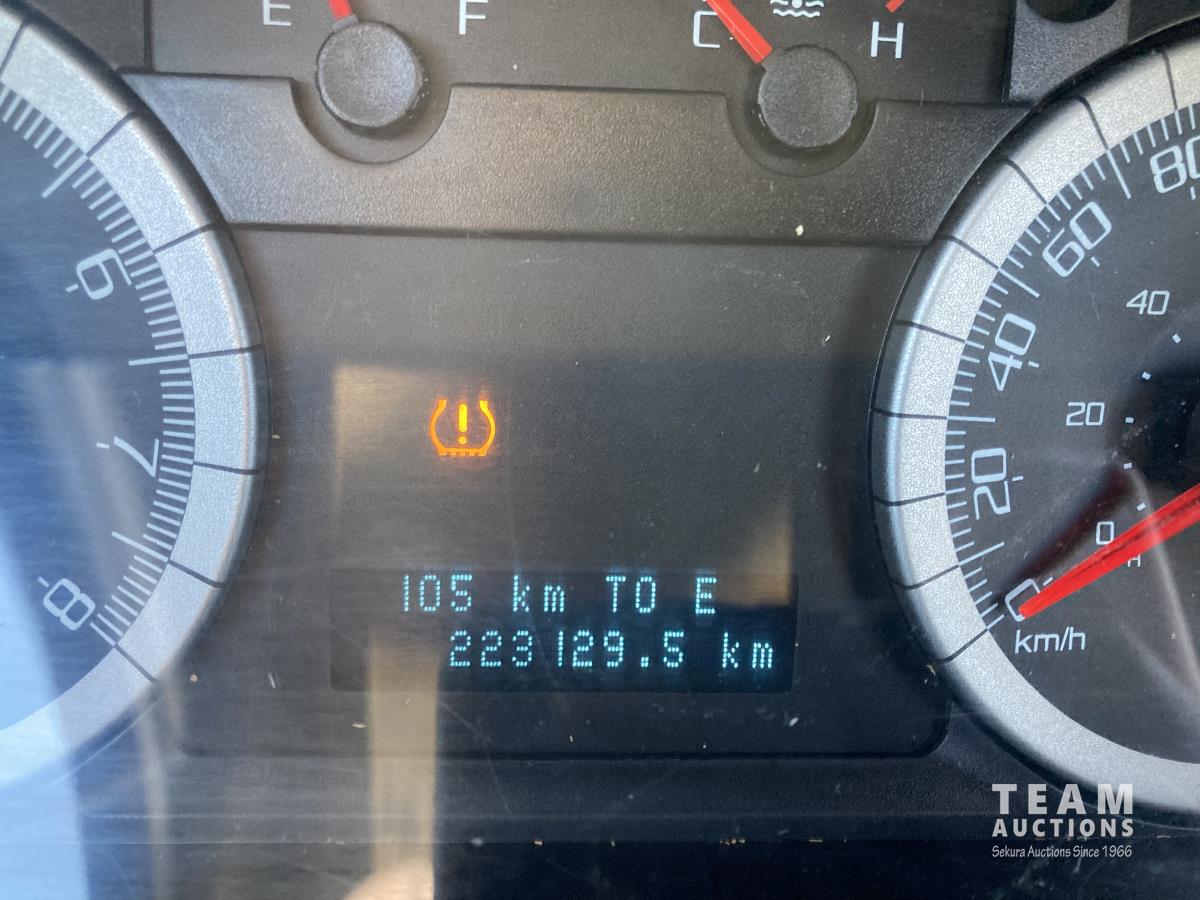 E F C H
6
7
8
80
60
40
20
0
km/h
40
20
0
105 km TO E
223129.5 km
TEAM
AUCTIONS
Sekura Auctions Since 1966